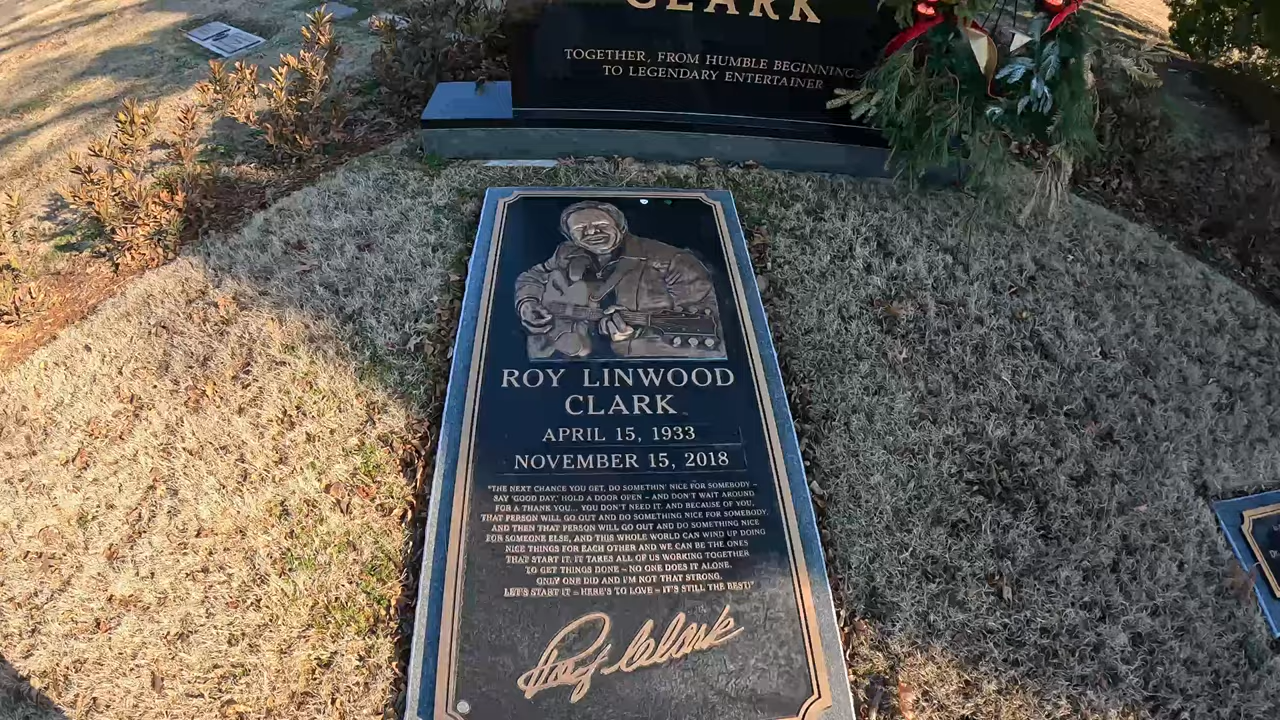 CLARK
TOGETHER, FROM HUMBLE BEGINNINGS
TO LEGENDARY ENTERTAINER
ROY LINWOOD
CLARK
APRIL 15, 1933
NOVEMBER 15, 2018
"THE NEXT CHANCE YOU GET, DO SOMETHIN' NICE FOR SOMEBODY –
SAY 'GOOD DAY,' HOLD A DOOR OPEN – AND DON'T WAIT AROUND
FOR A THANK YOU... YOU DON'T NEED IT. AND BECAUSE OF YOU,
THAT PERSON WILL GO OUT AND DO SOMETHING NICE FOR SOMEBODY.
AND THEN THAT PERSON WILL GO OUT AND DO SOMETHING NICE
FOR SOMEONE ELSE, AND THIS WHOLE WORLD CAN WIND UP DOING
NICE THINGS FOR EACH OTHER AND WE CAN BE THE ONES
THAT START IT. IT TAKES ALL OF US WORKING TOGETHER
TO GET THINGS DONE – NO ONE DOES IT ALONE.
ONLY ONE DID AND I'M NOT THAT STRONG.
LET'S START IT – HERE'S TO LOVE – IT'S STILL THE BEST!"
Roy Clark